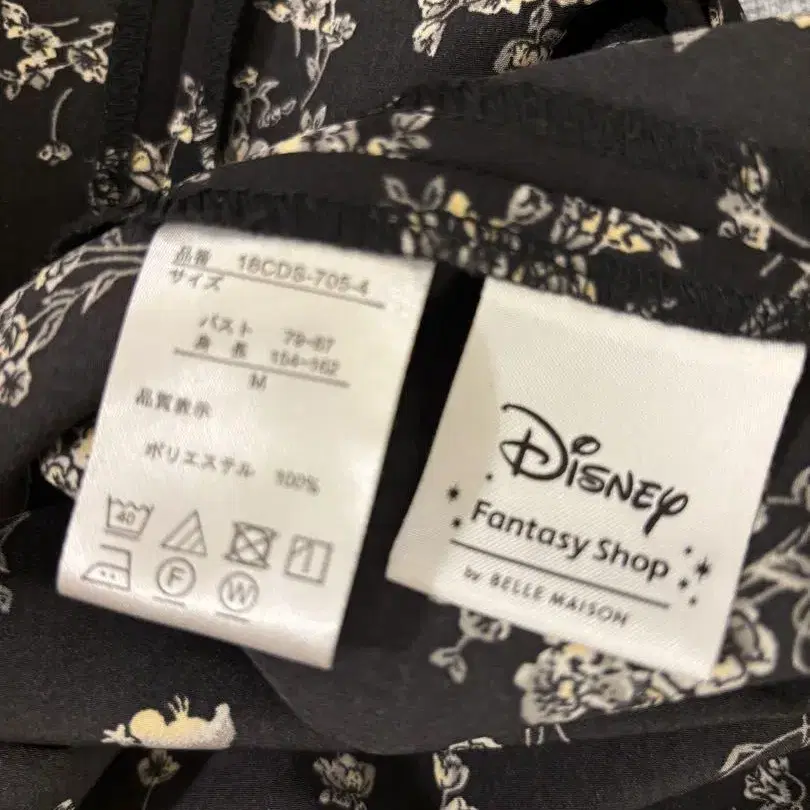 品番 18CDS-705-4
サイズ
バスト 79-87
身長 154-162
M
品質表示
ポリエステル 100%
40
F
W
Disney
Fantasy Shop
by BELLE MAISON